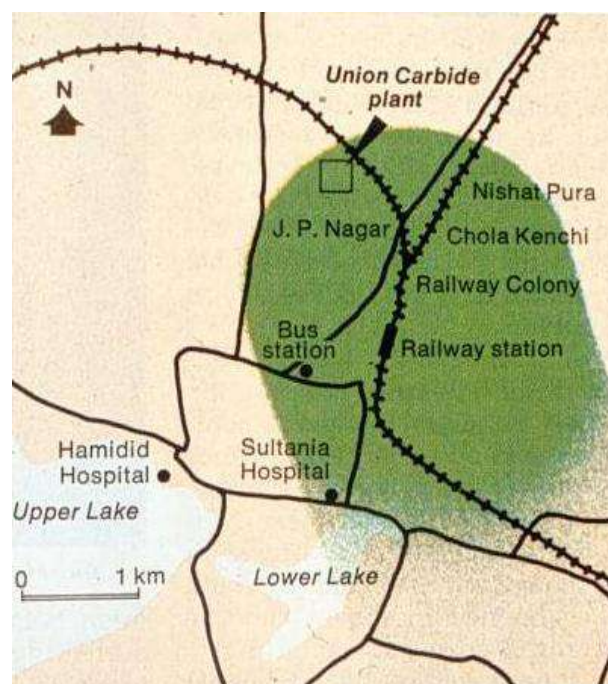 N
Union Carbide
plant
Nishat Pura
J. P. Nagar
Chola Kenchi
Railway Colony
Bus
station
Railway station
Hamidid
Hospital
Sultania
Hospital
Upper Lake
Lower Lake
0 1 km